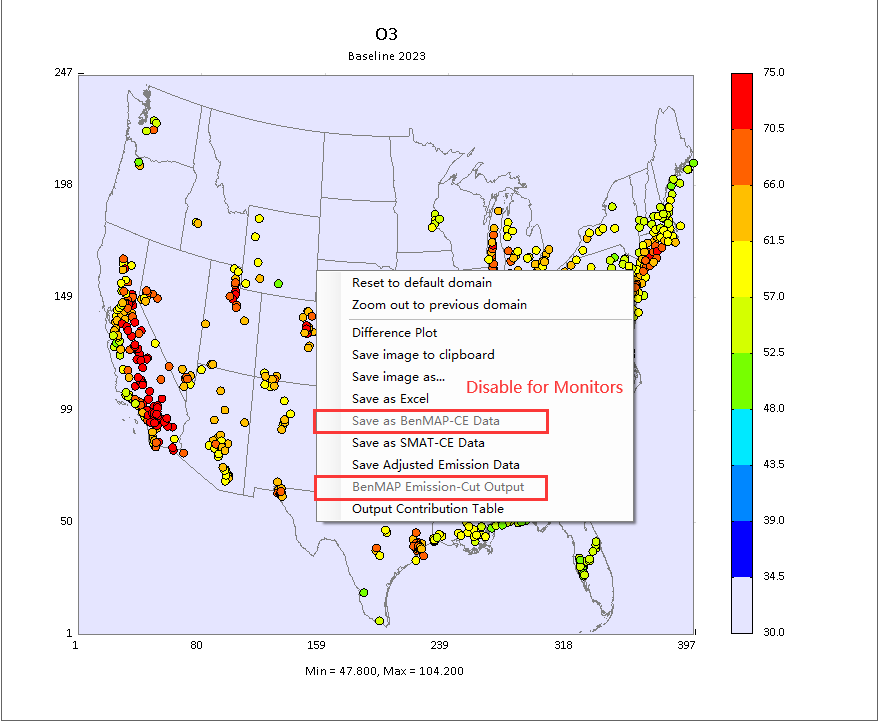 O3
Baseline 2023
247
198
149
99
50
1
1
80
159
239
318
397
Min = 47.800, Max = 104.200
75.0
70.5
66.0
61.5
57.0
52.5
48.0
43.5
39.0
34.5
30.0
Reset to default domain
Zoom out to previous domain
Difference Plot
Save image to clipboard
Save image as...
Disable for Monitors
Save as Excel
Save as BenMAP-CE Data
Save as SMAT-CE Data
Save Adjusted Emission Data
BenMAP Emission-Cut Output
Output Contribution Table